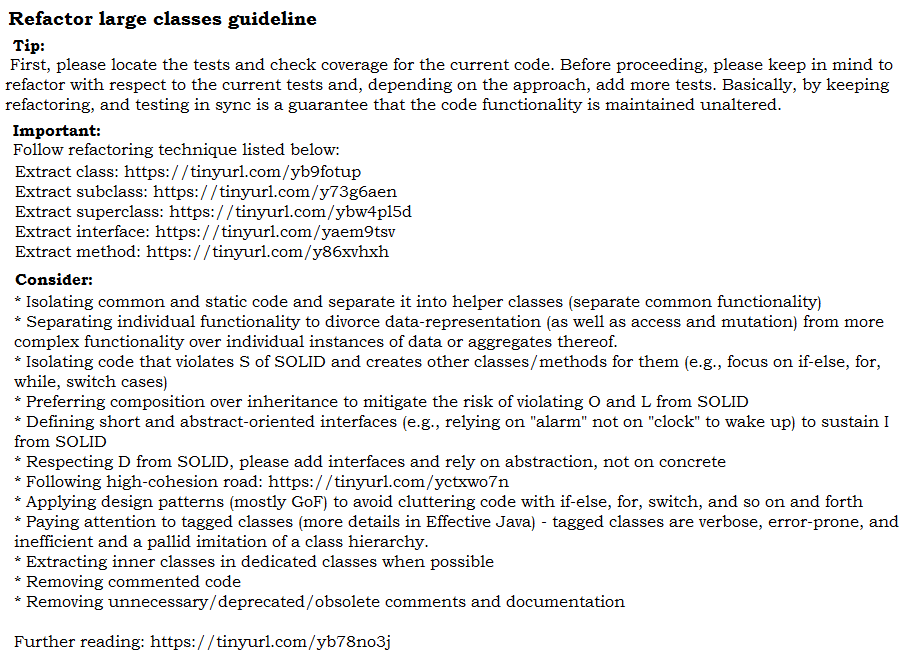 Refactor large classes guideline
Tip:
First, please locate the tests and check coverage for the current code. Before proceeding, please keep in mind to
refactor with respect to the current tests and, depending on the approach, add more tests. Basically, by keeping
refactoring, and testing in sync is a guarantee that the code functionality is maintained unaltered.
Important:
Follow refactoring technique listed below:
Extract class: https://tinyurl.com/yb9fotup
Extract subclass: https://tinyurl.com/y73g6aen
Extract superclass: https://tinyurl.com/ybw4pl5d
Extract interface: https://tinyurl.com/yaem9tsv
Extract method: https://tinyurl.com/y86xvhxh
Consider:
* Isolating common and static code and separate it into helper classes (separate common functionality)
* Separating individual functionality to divorce data-representation (as well as access and mutation) from more
complex functionality over individual instances of data or aggregates thereof.
* Isolating code that violates S of SOLID and creates other classes/methods for them (e.g., focus on if-else, for,
while, switch cases)
* Preferring composition over inheritance to mitigate the risk of violating O and L from SOLID
* Defining short and abstract-oriented interfaces (e.g., relying on "alarm" not on "clock" to wake up) to sustain I
from SOLID
* Respecting D from SOLID, please add interfaces and rely on abstraction, not on concrete
* Following high-cohesion road: https://tinyurl.com/yctxwo7n
* Applying design patterns (mostly GoF) to avoid cluttering code with if-else, for, switch, and so on and forth
* Paying attention to tagged classes (more details in Effective Java) - tagged classes are verbose, error-prone, and
inefficient and a pallid imitation of a class hierarchy.
* Extracting inner classes in dedicated classes when possible
* Removing commented code
* Removing unnecessary/deprecated/obsolete comments and documentation
Further reading: https://tinyurl.com/yb78no3j